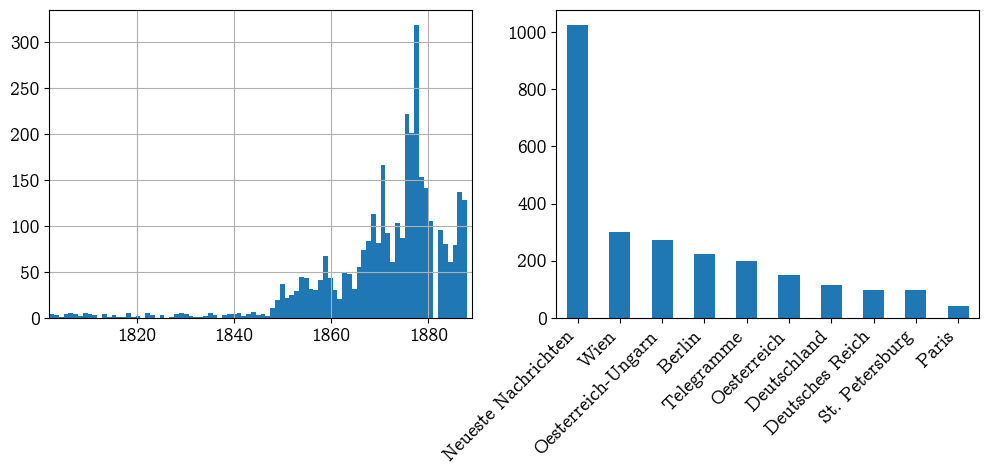 300
250
200
150
100
50
0
1820 1840 1860 1880
1000
800
600
400
200
0
Neueste Nachrichten
Wien
Oesterreich-Ungarn
Berlin
Telegramme
Oesterreich
Deutschland
Deutsches Reich
St. Petersburg
Paris